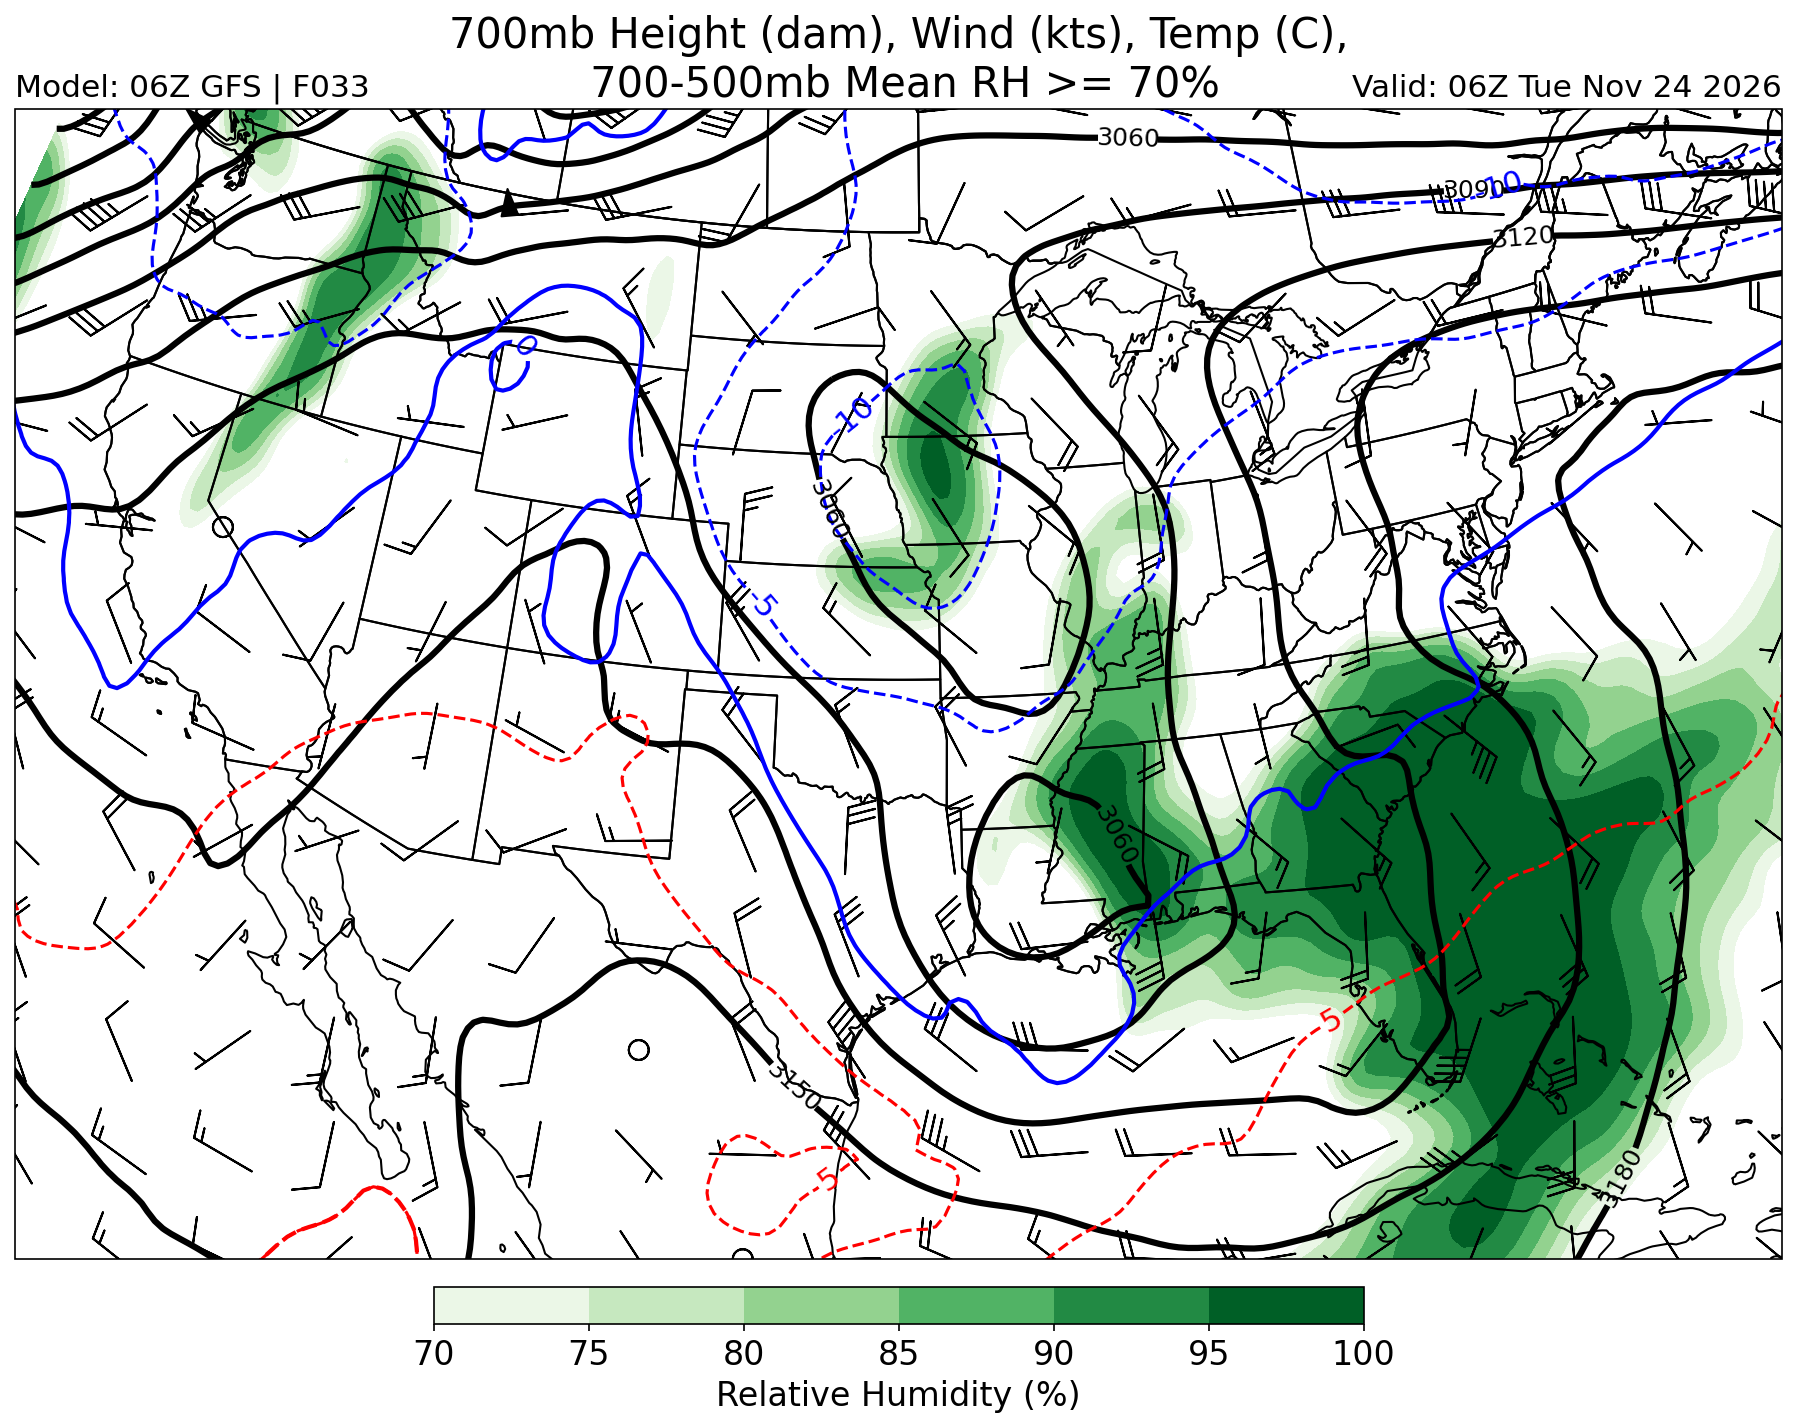 700mb Height (dam), Wind (kts), Temp (C),
700-500mb Mean RH >= 70%
Model: 06Z GFS | F033
Valid: 06Z Tue Nov 24 2026
3060
3090
-10
3120
0
-10
3060
-5
3060
5
5
3150
5
3180
70 75 80 85 90 95 100
Relative Humidity (%)